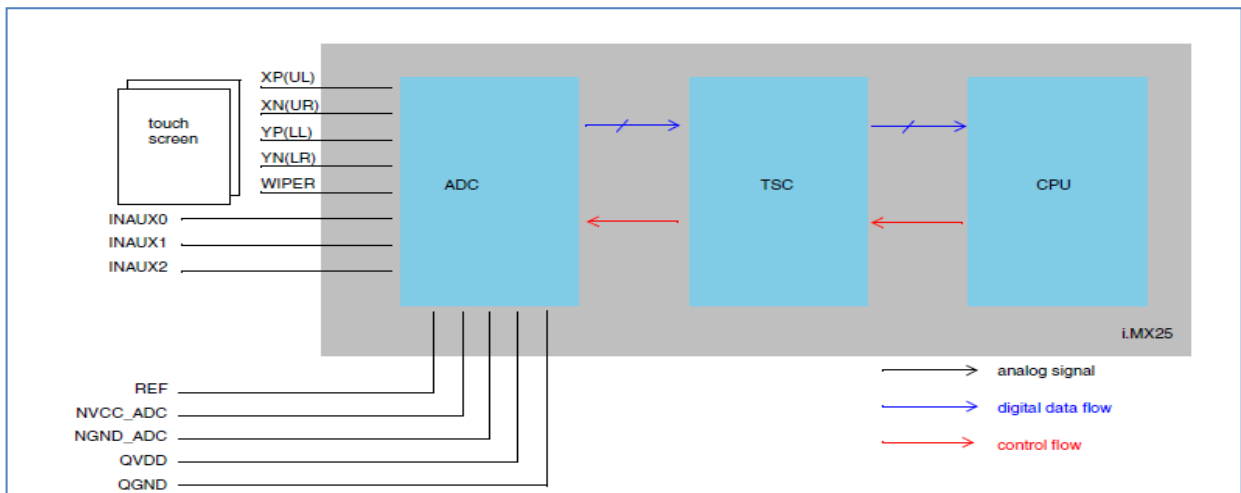 XP(UL)
XN(UR)
touch
screen
YP(LL)
YN(LR)
WIPER
ADC
TSC
CPU
INAUX0
INAUX1
INAUX2
i.MX25
REF
NVCC_ADC
NGND_ADC
QVDD
QGND
analog signal
digital data flow
control flow